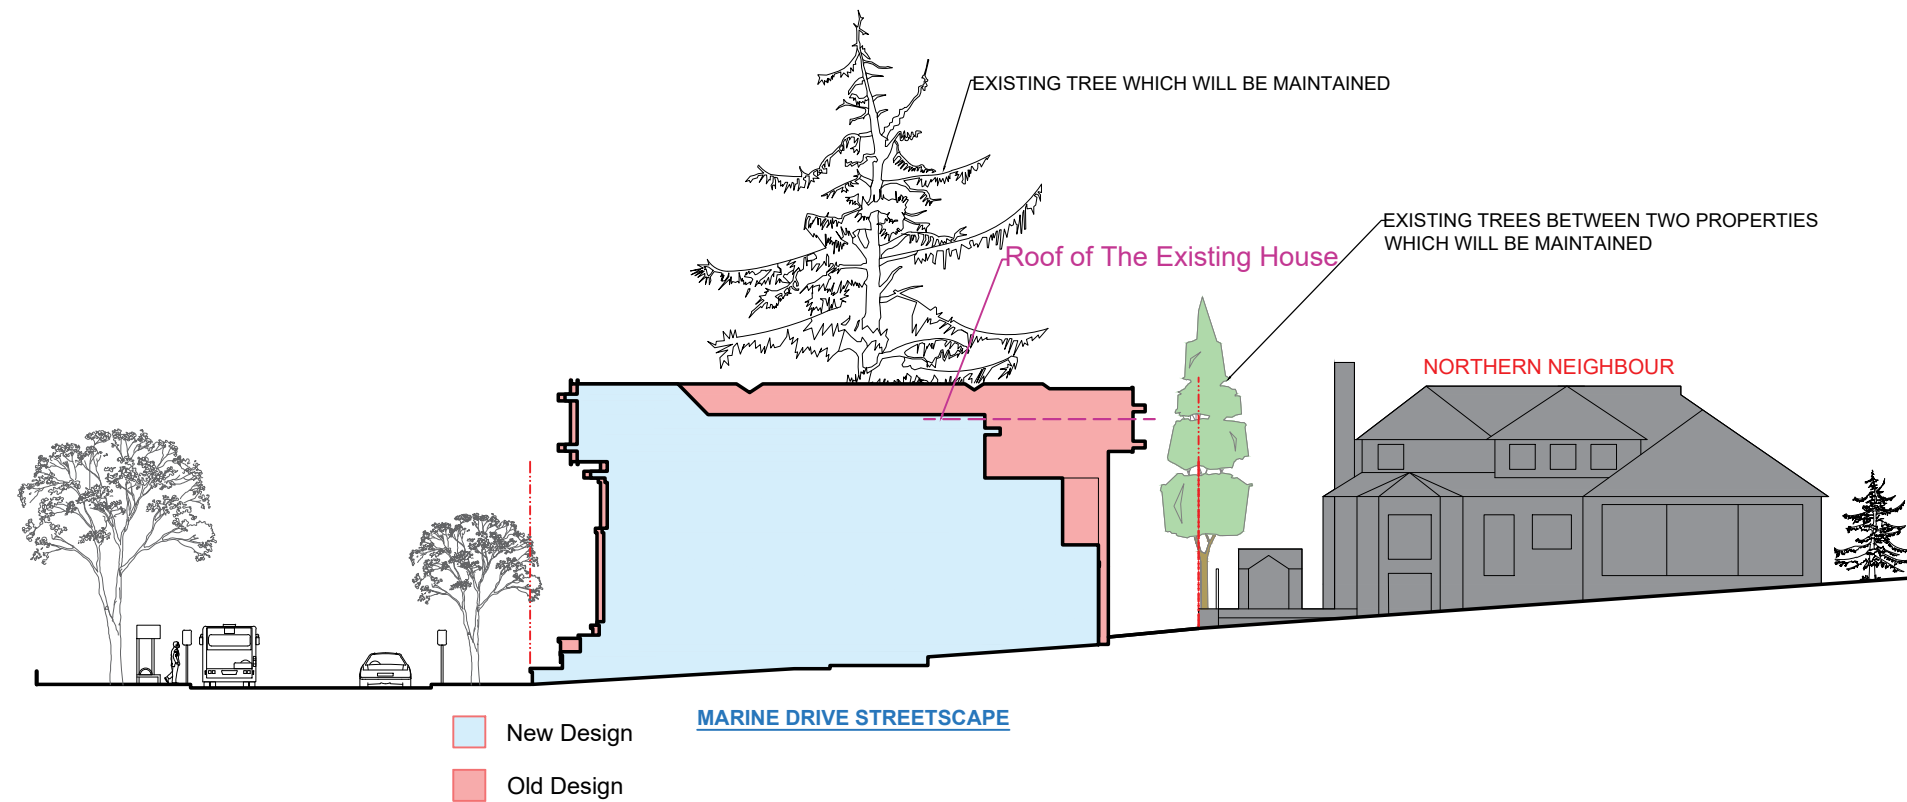 EXISTING TREE WHICH WILL BE MAINTAINED
EXISTING TREES BETWEEN TWO PROPERTIES
WHICH WILL BE MAINTAINED
Roof of The Existing House
NORTHERN NEIGHBOUR
MARINE DRIVE STREETSCAPE
New Design
Old Design